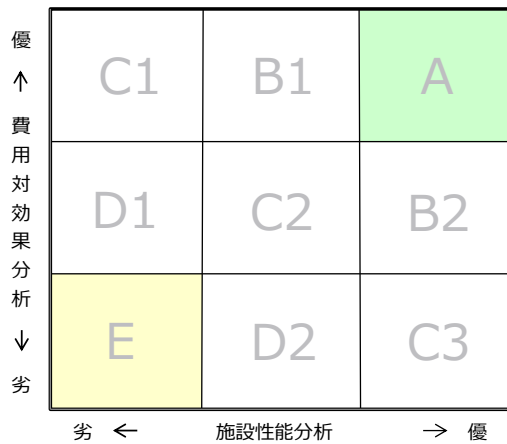 優
↑
費用対効果分析
↓
劣
C1 B1 A
D1 C2 B2
E D2 C3
劣 ← 施設性能分析 → 優